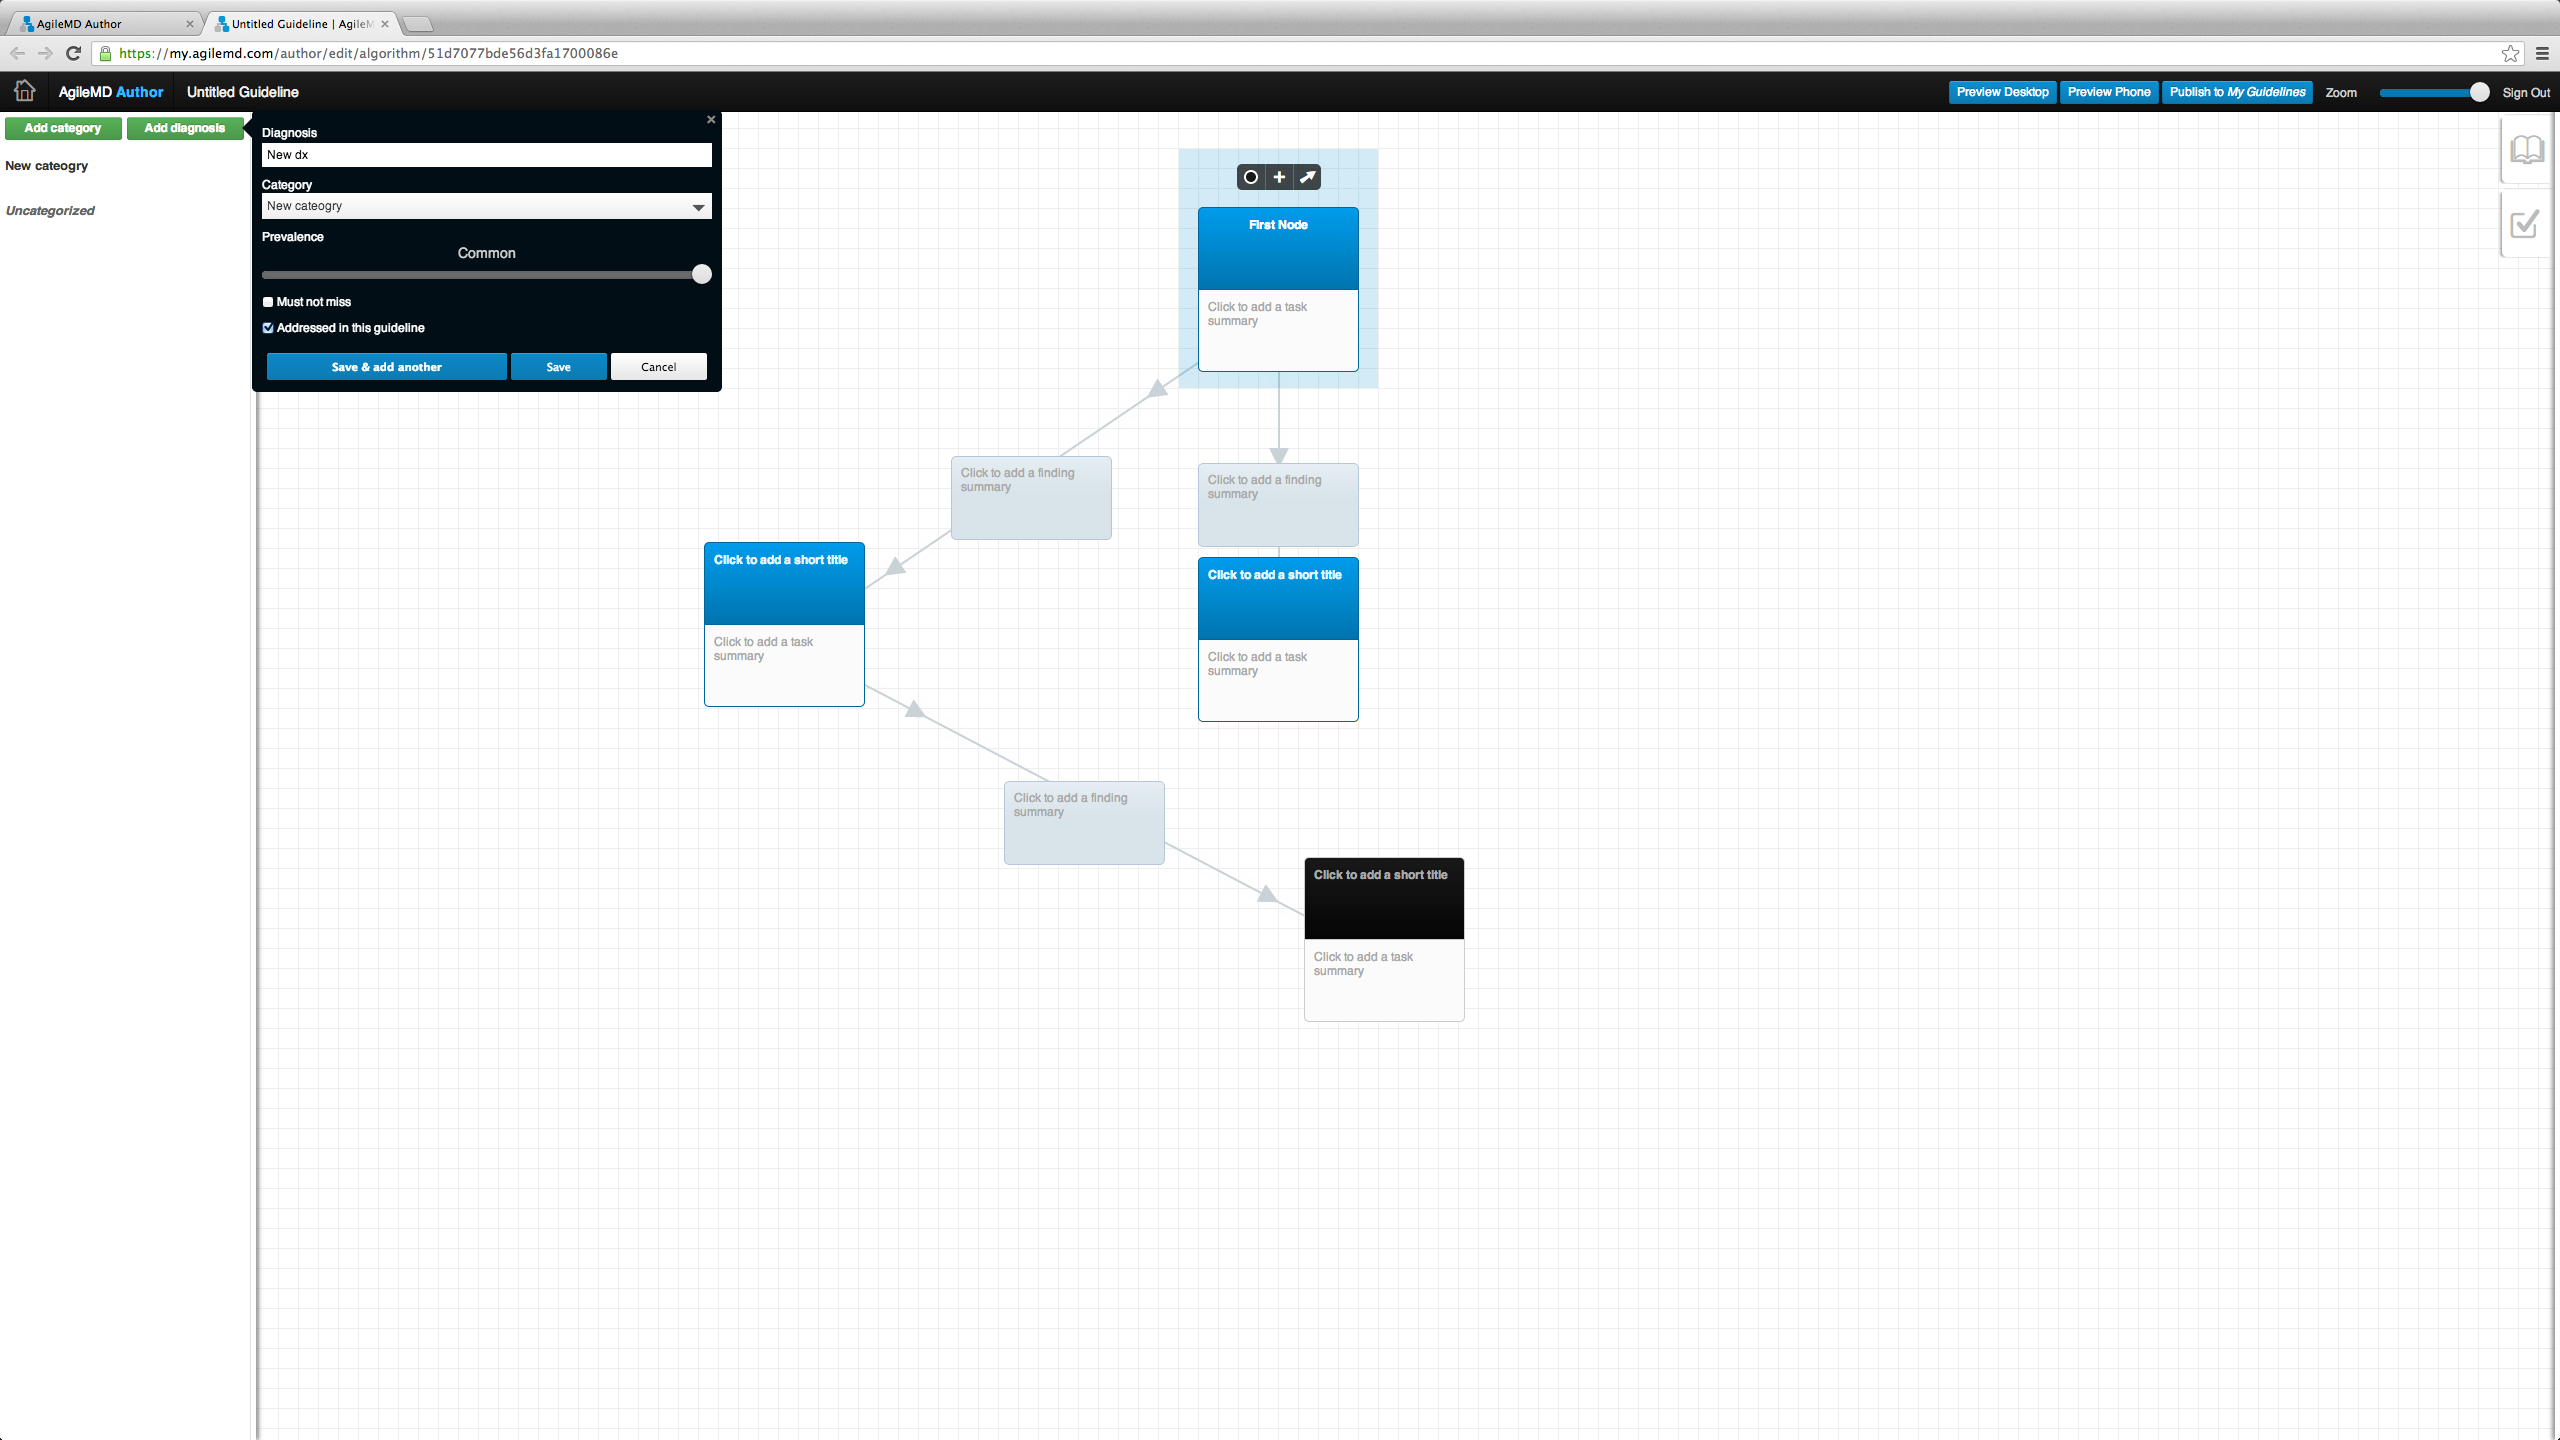 AgileMD Author
Untitled Guideline | AgileM
https://my.agilemd.com/author/edit/algorithm/51d7077bde56d3fa1700086e
AgileMD Author
Untitled Guideline
Preview Desktop
Preview Phone
Publish to My Guidelines
Zoom
Sign Out
Add category
Add diagnosis
New cateogry
Uncategorized
Diagnosis
New dx
Category
New cateogry
Prevalence
Common
Must not miss
Addressed in this guideline
Save & add another
Save
Cancel
First Node
Click to add a task
summary
Click to add a finding
summary
Click to add a finding
summary
Click to add a short title
Click to add a task
summary
Click to add a short title
Click to add a task
summary
Click to add a finding
summary
Click to add a short title
Click to add a task
summary